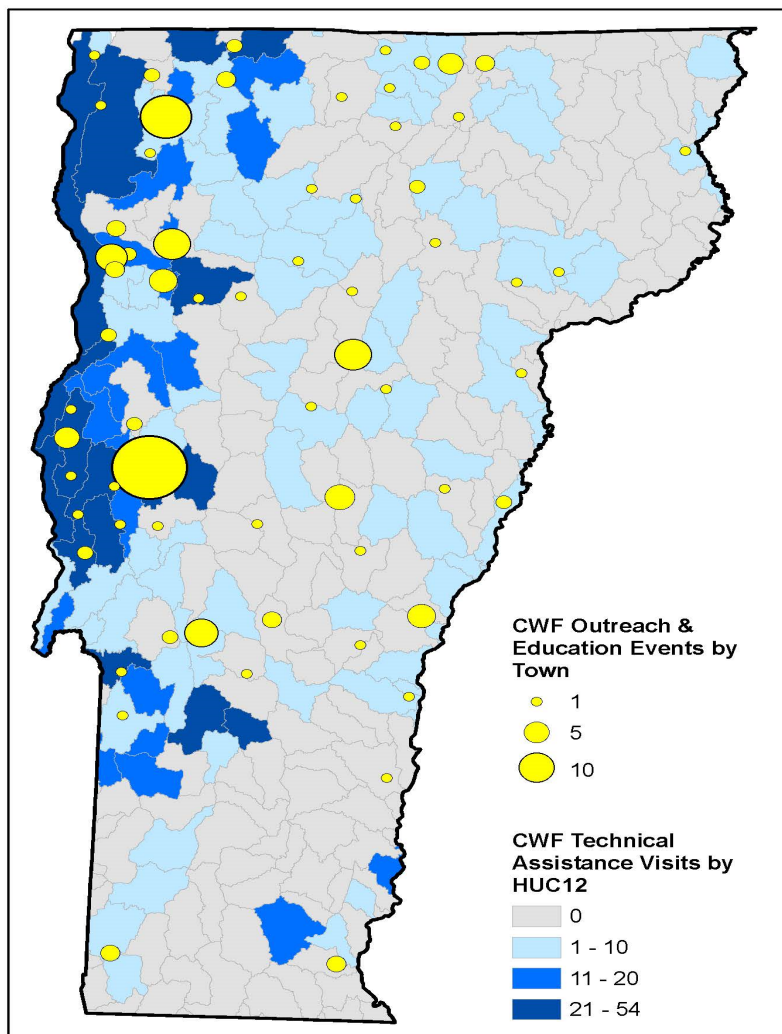 CWF Outreach &
Education Events by
Town
1
5
10
CWF Technical
Assistance Visits by
HUC12
0
1 - 10
11 - 20
21 - 54